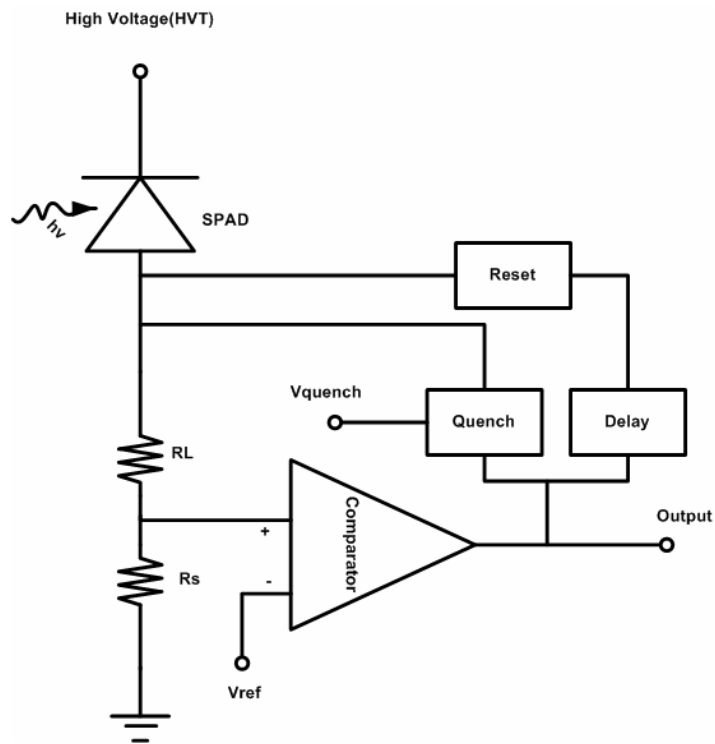 High Voltage(HVT)
SPAD
hv
Reset
Vquench
Quench
Delay
RL
Comparator
+
-
Output
Rs
Vref